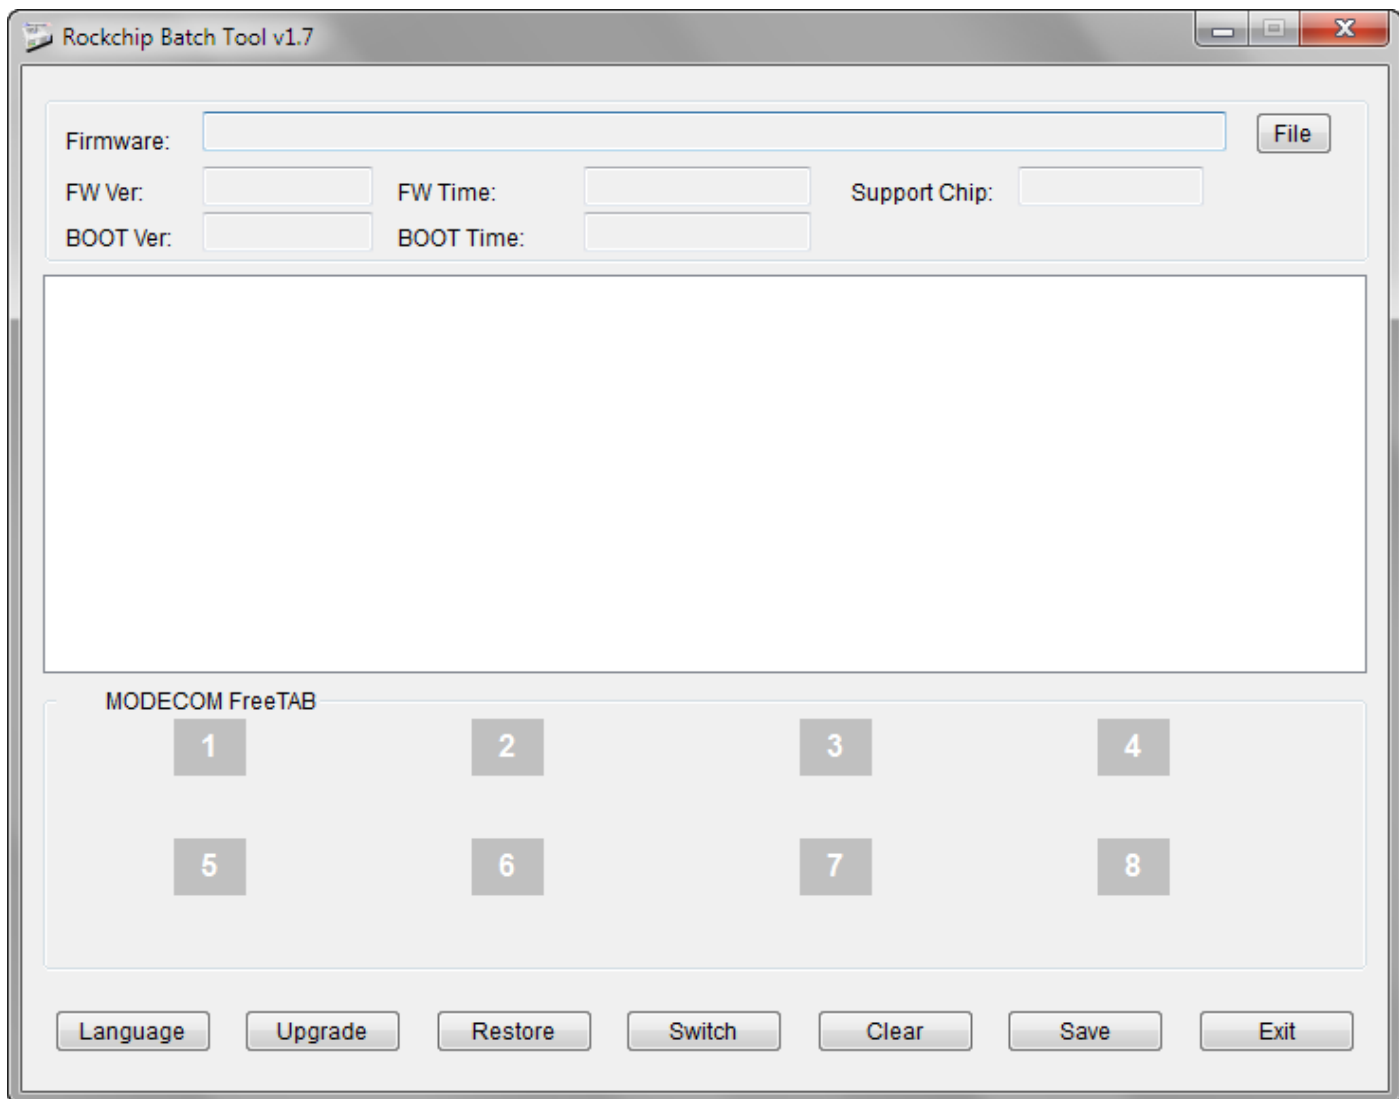 Rockchip Batch Tool v1.7
Firmware: File
FW Ver: FW Time: Support Chip:
BOOT Ver: BOOT Time:
MODECOM FreeTAB
1 2 3 4
5 6 7 8
Language Upgrade Restore Switch Clear Save Exit